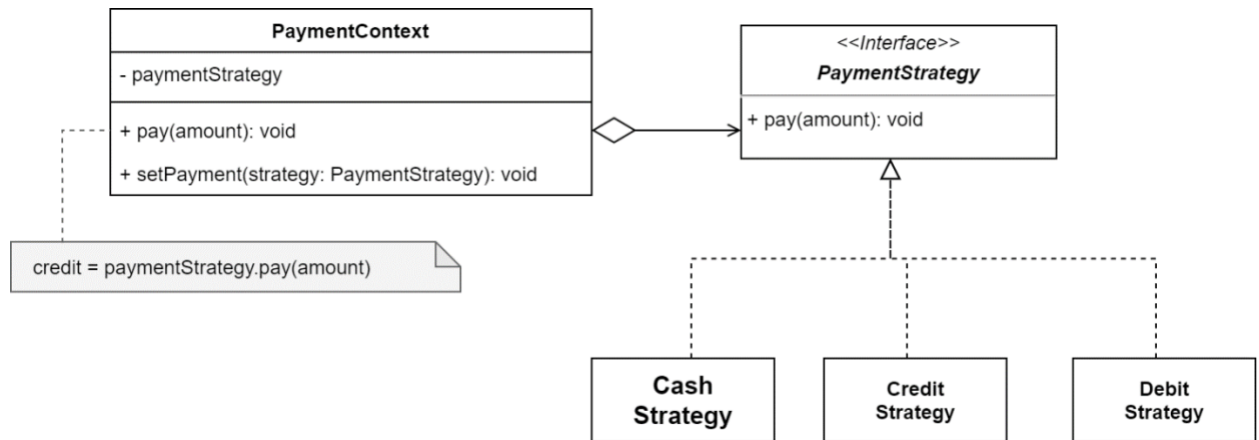 PaymentContext
- paymentStrategy
+ pay(amount): void
+ setPayment(strategy: PaymentStrategy): void
credit = paymentStrategy.pay(amount)
<<Interface>>
PaymentStrategy
+ pay(amount): void
Cash
Strategy
Credit
Strategy
Debit
Strategy